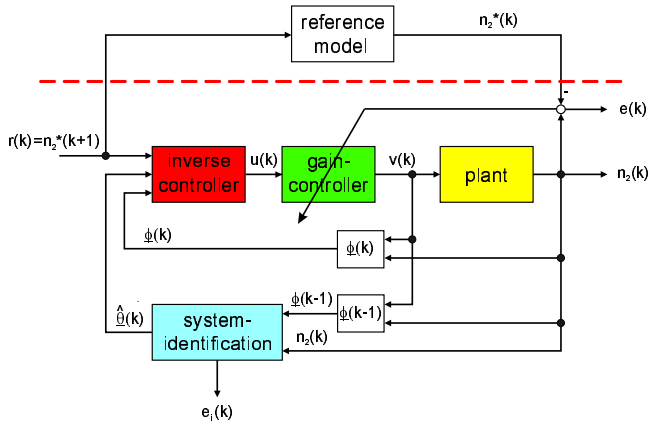 reference
model
n₂*(k)
-
e(k)
r(k)=n₂*(k+1)
inverse
controller
u(k)
gain-
controller
v(k)
plant
n₂(k)
ϕ(k)
ϕ(k)
ϕ(k-1)
ϕ(k-1)
θ̂(k)
system-
identification
n₂(k)
eᵢ(k)